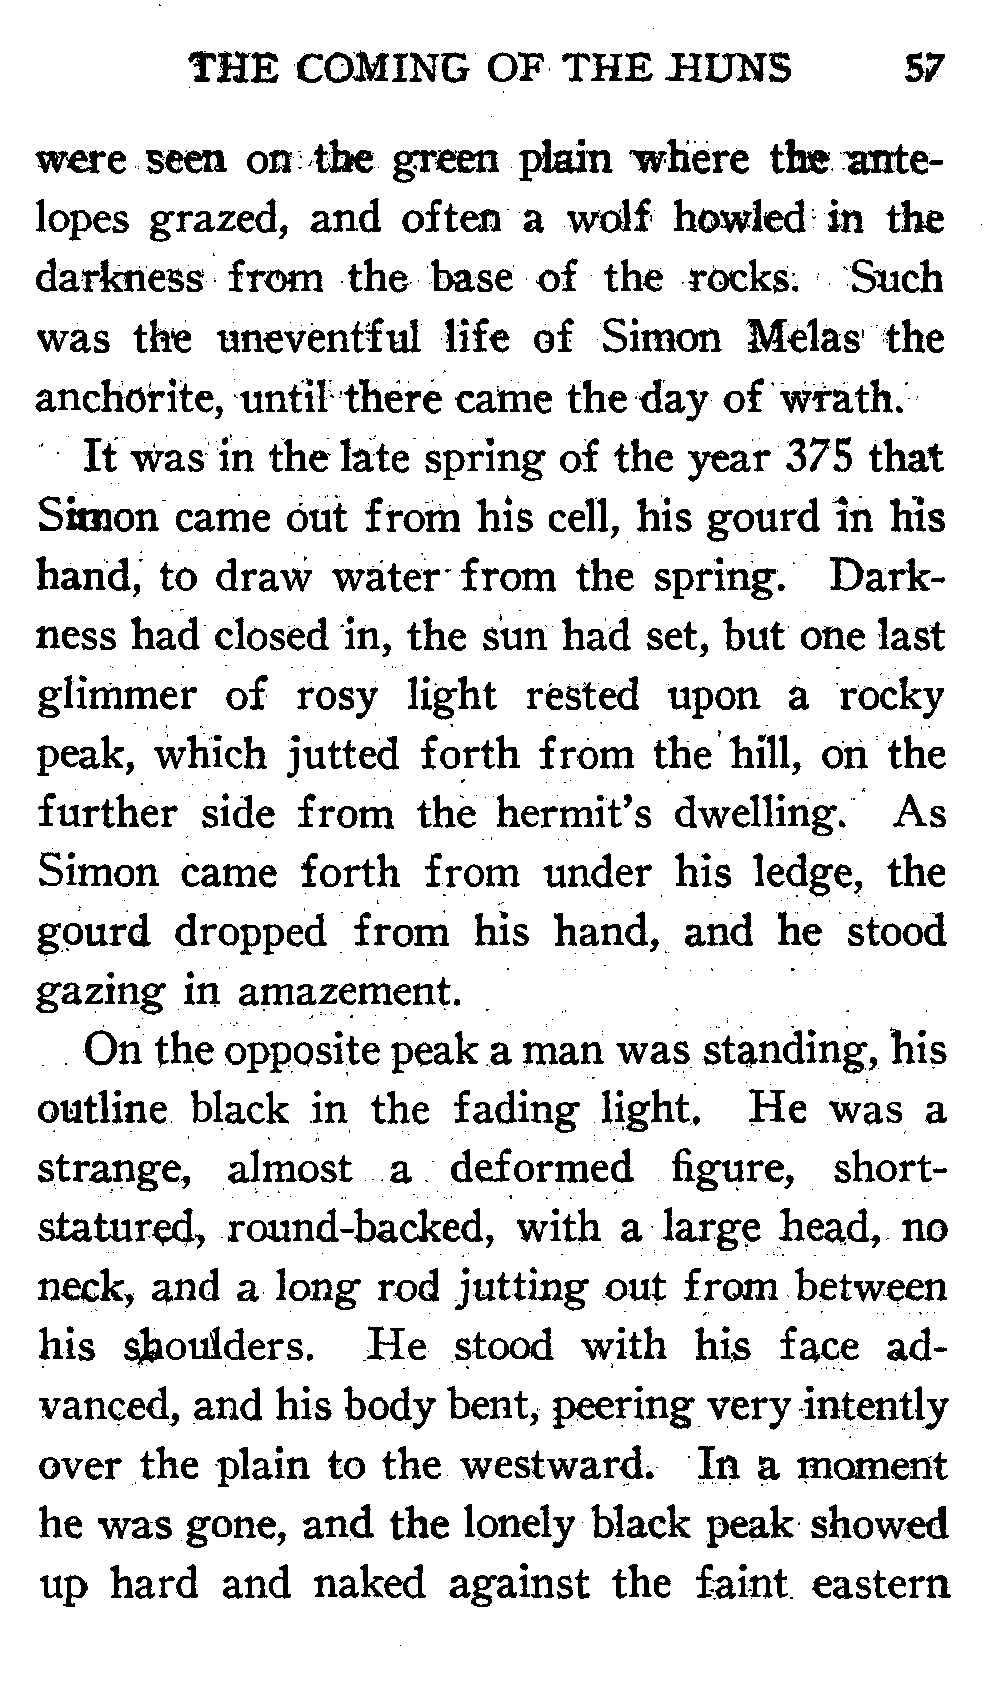 THE COMING OF THE HUNS 57
were seen on the green plain where the ante-
lopes grazed, and often a wolf howled in the
darkness from the base of the rocks. Such
was the uneventful life of Simon Melas the
anchorite, until there came the day of wrath.
It was in the late spring of the year 375 that
Simon came out from his cell, his gourd in his
hand, to draw water from the spring. Dark-
ness had closed in, the sun had set, but one last
glimmer of rosy light rested upon a rocky
peak, which jutted forth from the hill, on the
further side from the hermit's dwelling. As
Simon came forth from under his ledge, the
gourd dropped from his hand, and he stood
gazing in amazement.
On the opposite peak a man was standing, his
outline black in the fading light. He was a
strange, almost a deformed figure, short-
statured, round-backed, with a large head, no
neck, and a long rod jutting out from between
his shoulders. He stood with his face ad-
vanced, and his body bent, peering very intently
over the plain to the westward. In a moment
he was gone, and the lonely black peak showed
up hard and naked against the faint eastern